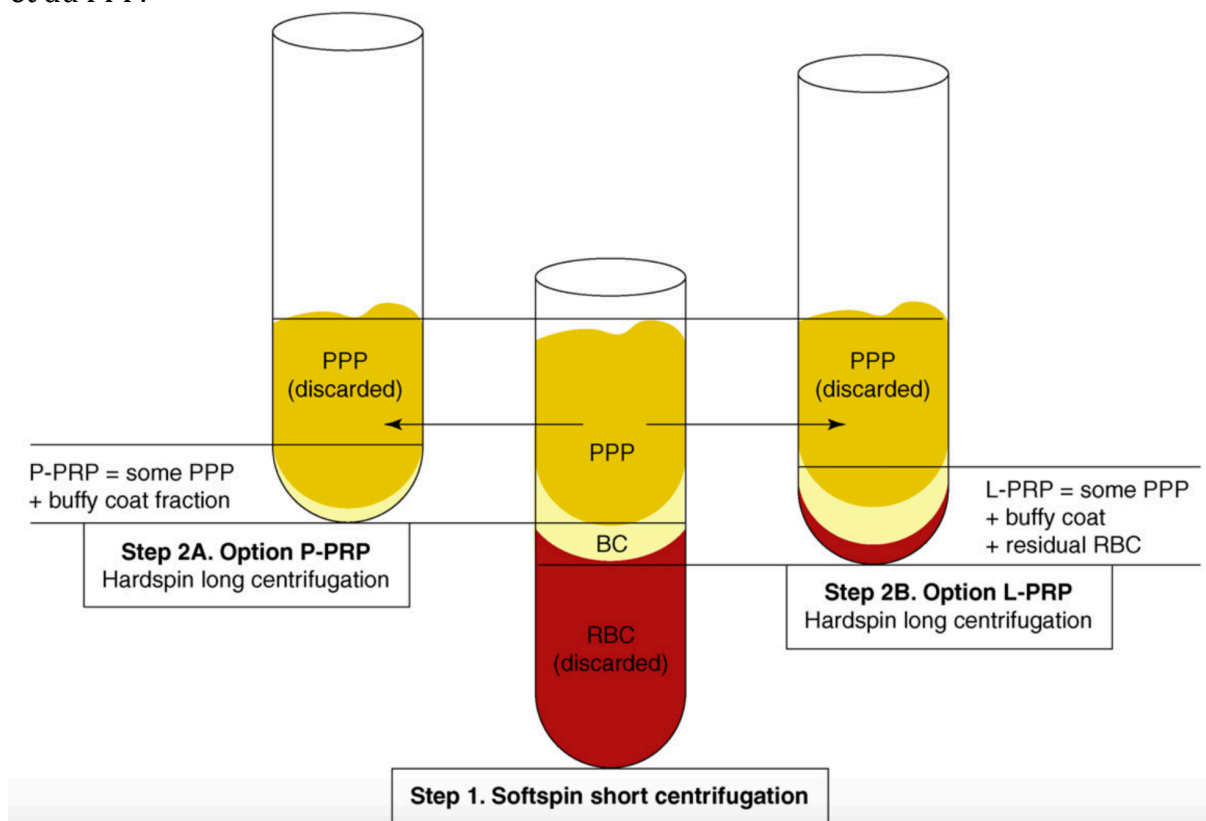 PPP
(discarded)
P-PRP = some PPP
+ buffy coat fraction
Step 2A. Option P-PRP
Hardspin long centrifugation
PPP
BC
RBC
(discarded)
Step 1. Softspin short centrifugation
PPP
(discarded)
L-PRP = some PPP
+ buffy coat
+ residual RBC
Step 2B. Option L-PRP
Hardspin long centrifugation